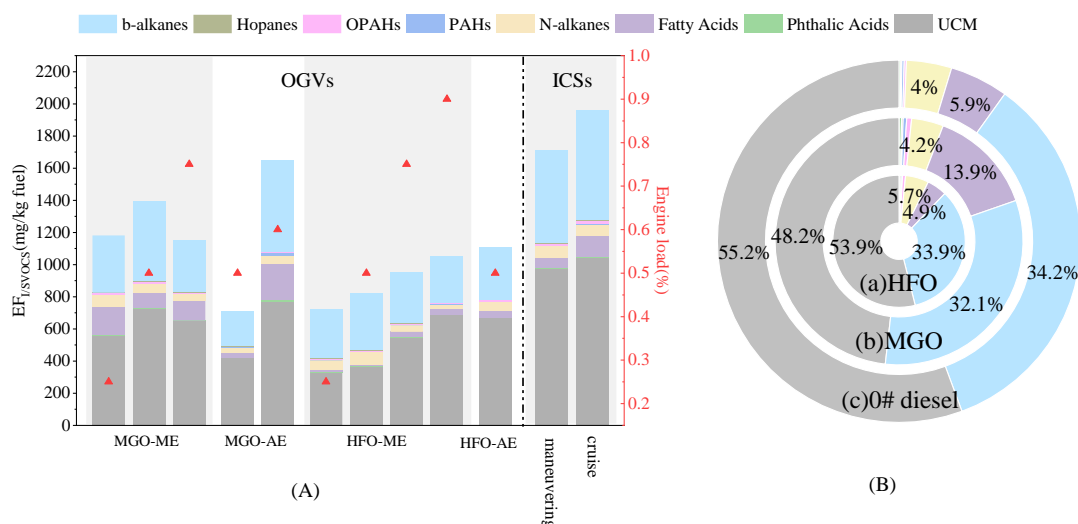 b-alkanes Hopanes OPAHs PAHs N-alkanes Fatty Acids Phthalic Acids UCM
OGVs ICSs
EF_I/SVOCS(mg/kg fuel)
2200
2000
1800
1600
1400
1200
1000
800
600
400
200
0
1.0
0.9
0.8
0.7
0.6
0.5
0.4
0.3
0.2
Engine load(%)
MGO-ME MGO-AE HFO-ME HFO-AE maneuvering cruise
(A)
4%
5.9%
4.2%
13.9%
5.7%
4.9%
55.2% 48.2% 53.9% 33.9% 34.2%
32.1%
(a)HFO
(b)MGO
(c)0# diesel
(B)